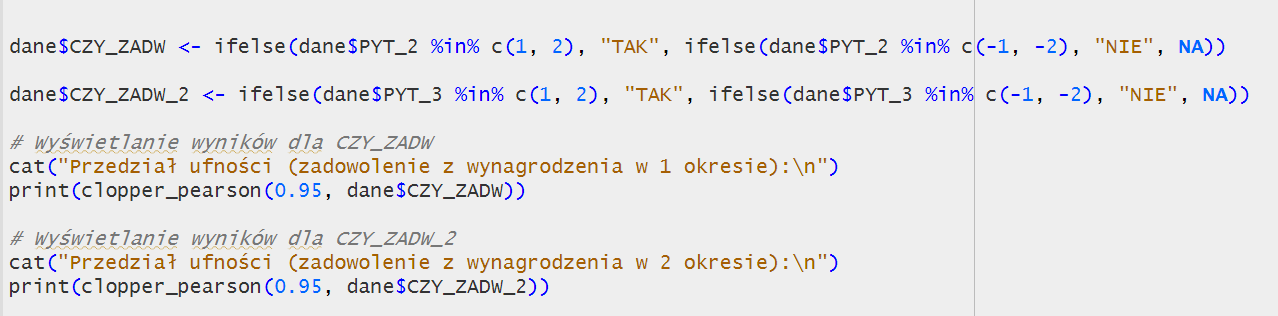 dane$CZY_ZADW <- ifelse(dane$PYT_2 %in% c(1, 2), "TAK", ifelse(dane$PYT_2 %in% c(-1, -2), "NIE", NA))
dane$CZY_ZADW_2 <- ifelse(dane$PYT_3 %in% c(1, 2), "TAK", ifelse(dane$PYT_3 %in% c(-1, -2), "NIE", NA))
# Wyświetlanie wyników dla CZY_ZADW
cat("Przedział ufności (zadowolenie z wynagrodzenia w 1 okresie):\n")
print(clopper_pearson(0.95, dane$CZY_ZADW))
# Wyświetlanie wyników dla CZY_ZADW_2
cat("Przedział ufności (zadowolenie z wynagrodzenia w 2 okresie):\n")
print(clopper_pearson(0.95, dane$CZY_ZADW_2))